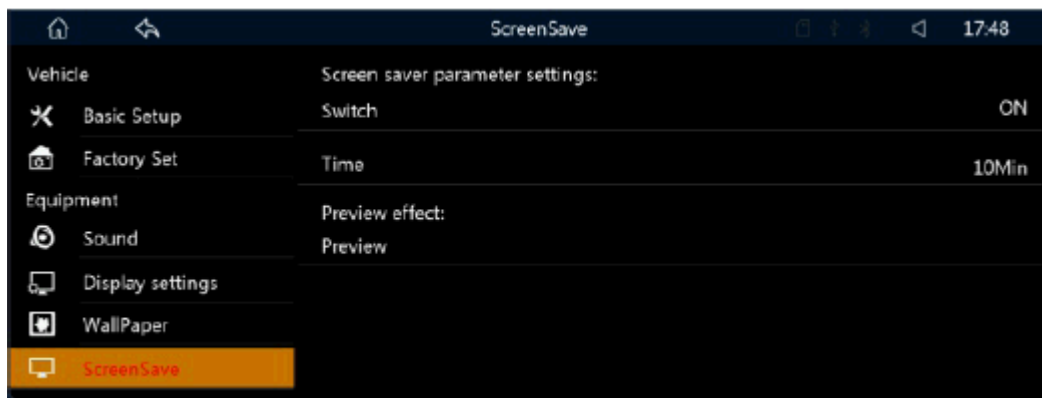 ScreenSave 17:48
Vehicle
Basic Setup
Factory Set
Equipment
Sound
Display settings
WallPaper
ScreenSave
Screen saver parameter settings:
Switch ON
Time 10Min
Preview effect:
Preview